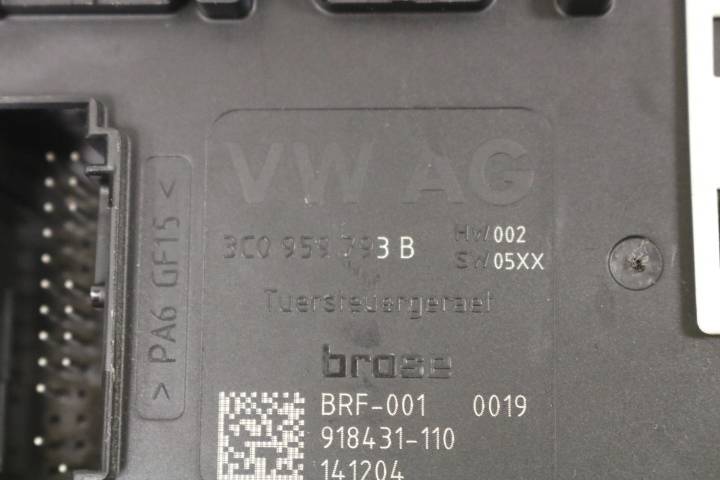 VW AG
3C0 959 793 B
HW002
SW05XX
Tuersteuergeraet
brose
BRF-001 0019
918431-110
141204
> PA6 GF15 <